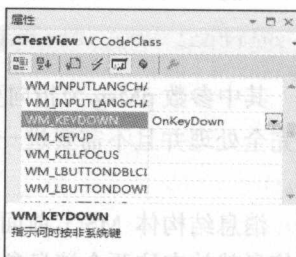 属性
CTestView VCCodeClass
WM_INPUTLANGCHA
WM_INPUTLANGCHA
WM_KEYDOWN OnKeyDown
WM_KEYUP
WM_KILLFOCUS
WM_LBUTTONDBLCL
WM_LBUTTONDOWN
WM_KEYDOWN
指示何时按非系统键